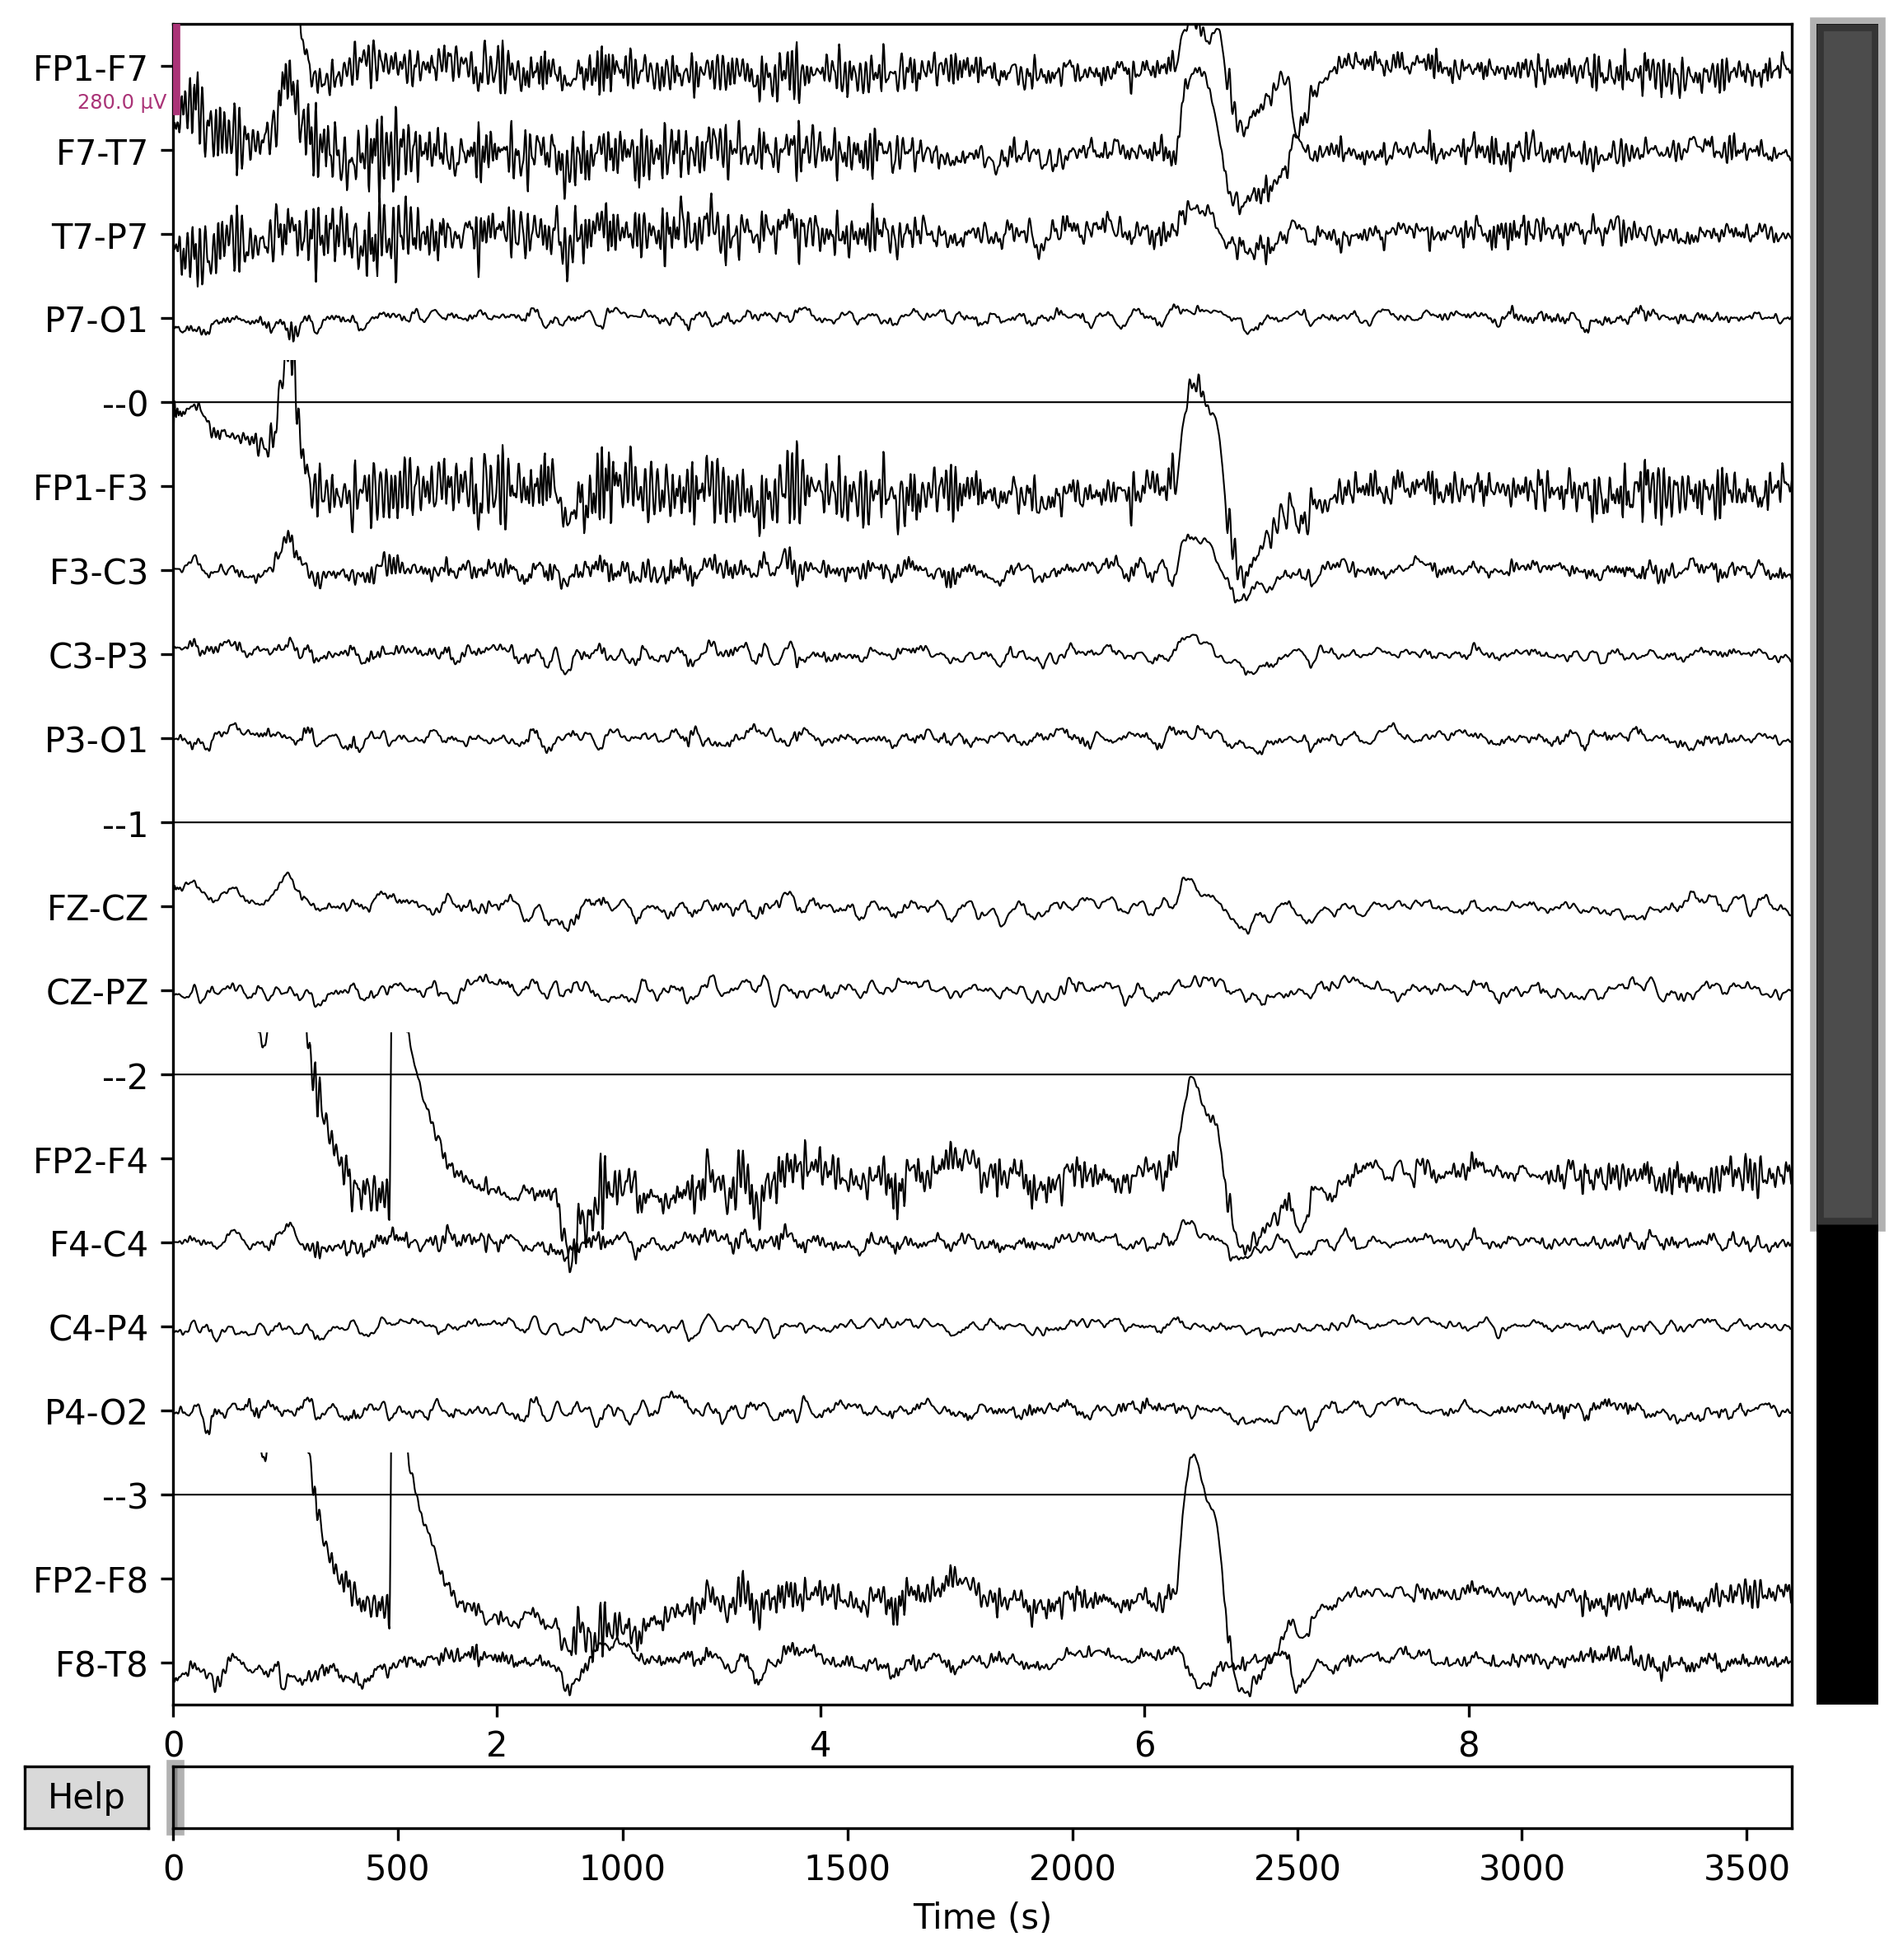 FP1-F7
280.0 µV
F7-T7
T7-P7
P7-O1
--0
FP1-F3
F3-C3
C3-P3
P3-O1
--1
FZ-CZ
CZ-PZ
--2
FP2-F4
F4-C4
C4-P4
P4-O2
--3
FP2-F8
F8-T8
0 2 4 6 8
Help
0 500 1000 1500 2000 2500 3000 3500
Time (s)